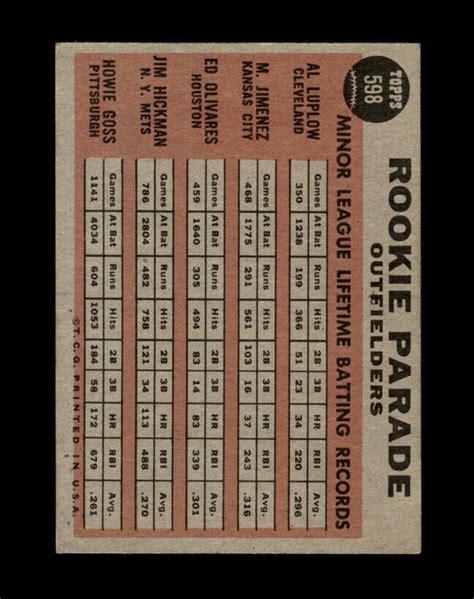 TOPPS
598
ROOKIE PARADE
OUTFIELDERS
MINOR LEAGUE LIFETIME BATTING RECORDS
AL LUPLOW
CLEVELAND
Games At Bat Runs Hits 2B 3B HR RBI Avg.
350 1238 199 366 51 23 34 220 .296
M. JIMENEZ
KANSAS CITY
Games At Bat Runs Hits 2B 3B HR RBI Avg.
468 1775 291 561 103 16 37 243 .316
ED OLIVARES
HOUSTON
Games At Bat Runs Hits 2B 3B HR RBI Avg.
459 1640 305 494 83 14 83 339 .301
JIM HICKMAN
N. Y. METS
Games At Bat Runs Hits 2B 3B HR RBI Avg.
786 2804 482 758 121 34 113 488 .270
HOWIE GOSS
PITTSBURGH
Games At Bat Runs Hits 2B 3B HR RBI Avg.
1141 4034 604 1053 184 58 172 679 .261
©T.C.G. PRINTED IN U.S.A.